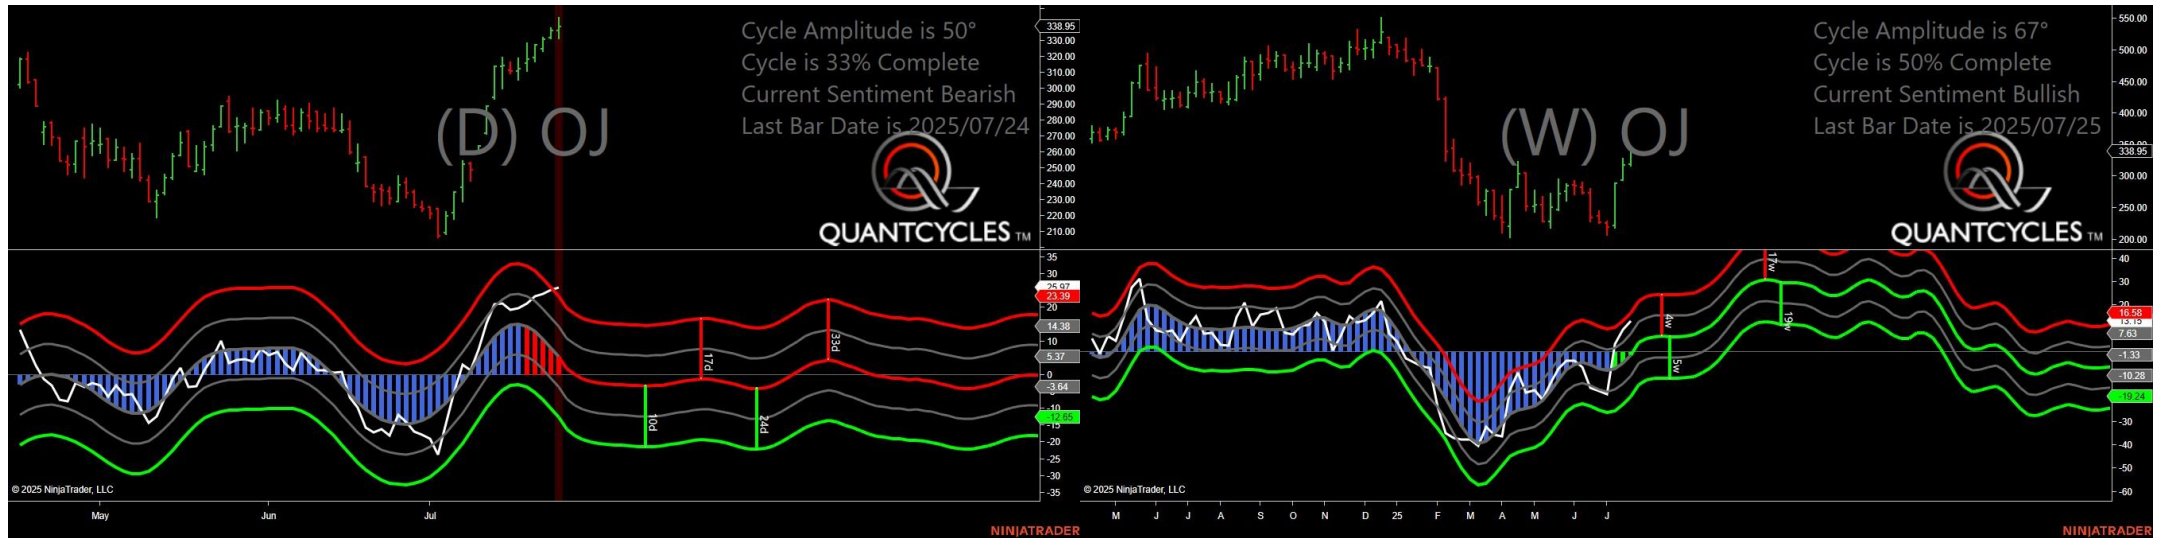 Cycle Amplitude is 50°
Cycle is 33% Complete
Current Sentiment Bearish
Last Bar Date is 2025/07/24
(D) OJ
QUANTCYCLES TM
338.95
330.00
320.00
310.00
300.00
290.00
280.00
270.00
260.00
250.00
240.00
230.00
220.00
210.00
35
30
25.97
23.39
20
14.38
10
5.37
0
-3.64
-10
-12.65
-15
-20
-25
-30
-35
17d
33d
10d
24d
© 2025 NinjaTrader, LLC
May Jun Jul
NINJATRADER
Cycle Amplitude is 67°
Cycle is 50% Complete
Current Sentiment Bullish
Last Bar Date is 2025/07/25
(W) OJ
QUANTCYCLES TM
550.00
500.00
450.00
400.00
350.00
338.95
300.00
250.00
200.00
40
30
20
16.58
13.15
7.63
-1.33
-10.28
-19.24
-30
-40
-50
-60
17w
4w
19w
5w
© 2025 NinjaTrader, LLC
M J J A S O N D 25 F M A M J J
NINJATRADER